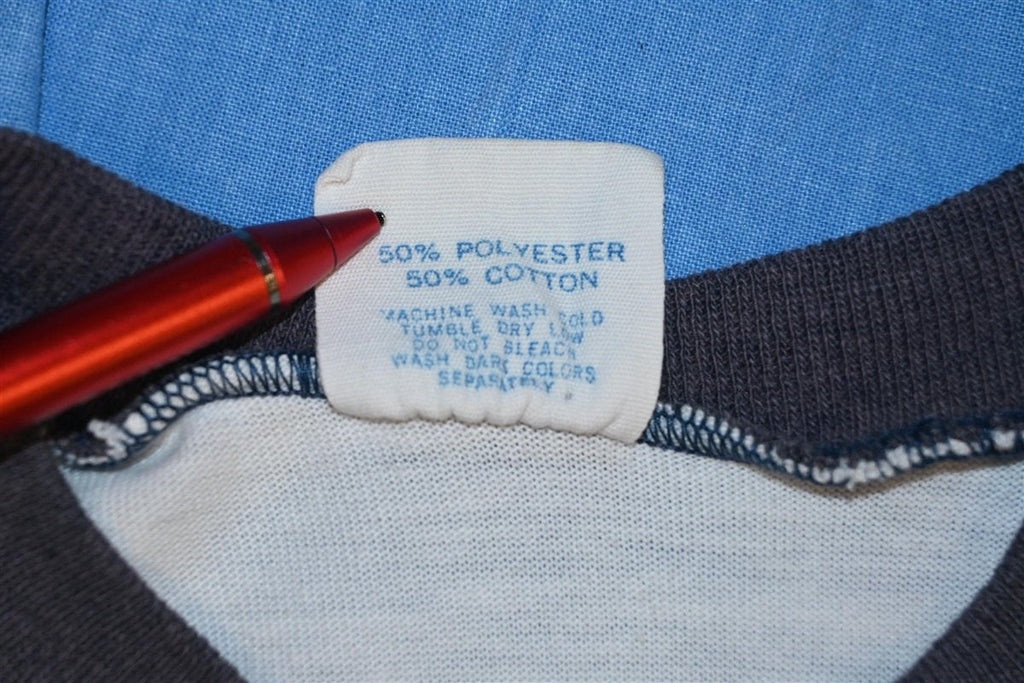 50% POLYESTER
50% COTTON
MACHINE WASH COLD
TUMBLE DRY LOW
DO NOT BLEACH
WASH DARK COLORS
SEPARATELY